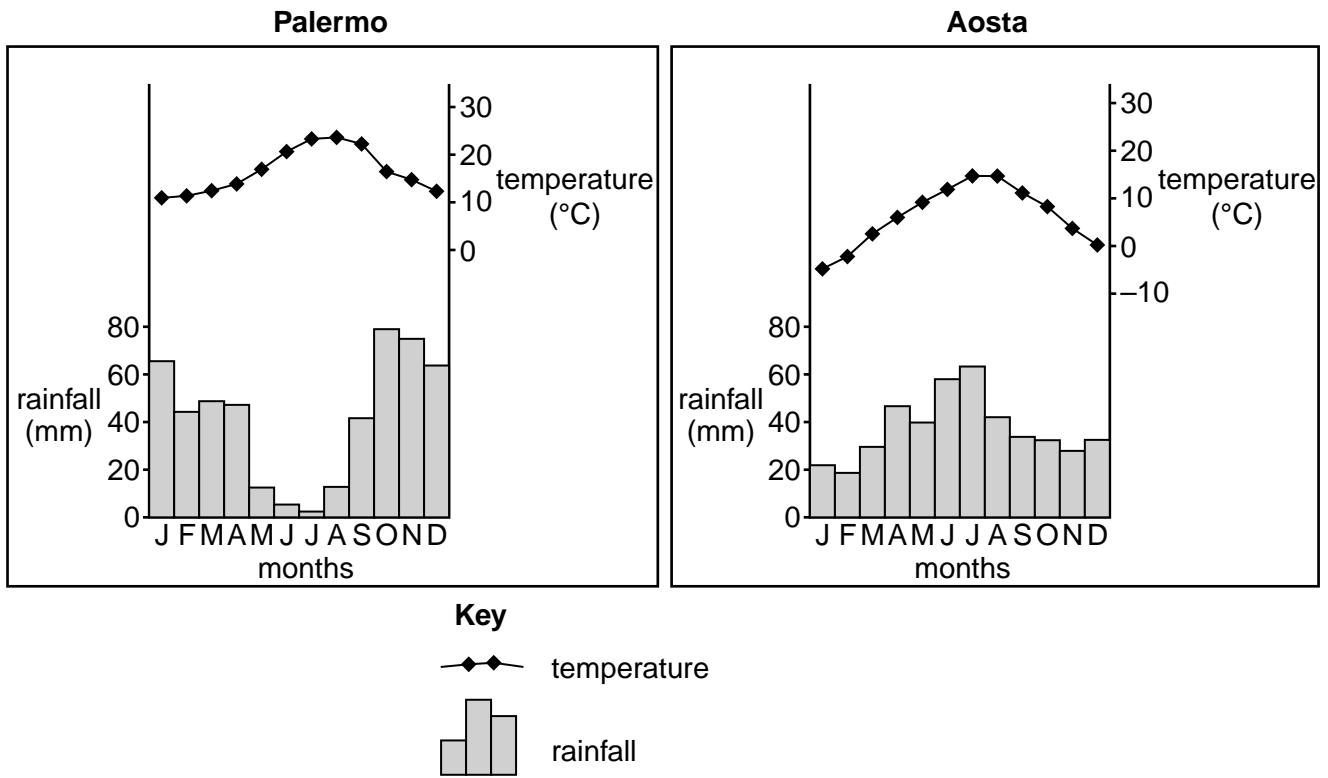 Palermo
30
20
temperature
10
(°C)
0
80
60
rainfall
40
(mm)
20
0
J F M A M J J A S O N D
months
Aosta
30
20
temperature
10
(°C)
0
–10
80
60
rainfall
40
(mm)
20
0
J F M A M J J A S O N D
months
Key
temperature
rainfall